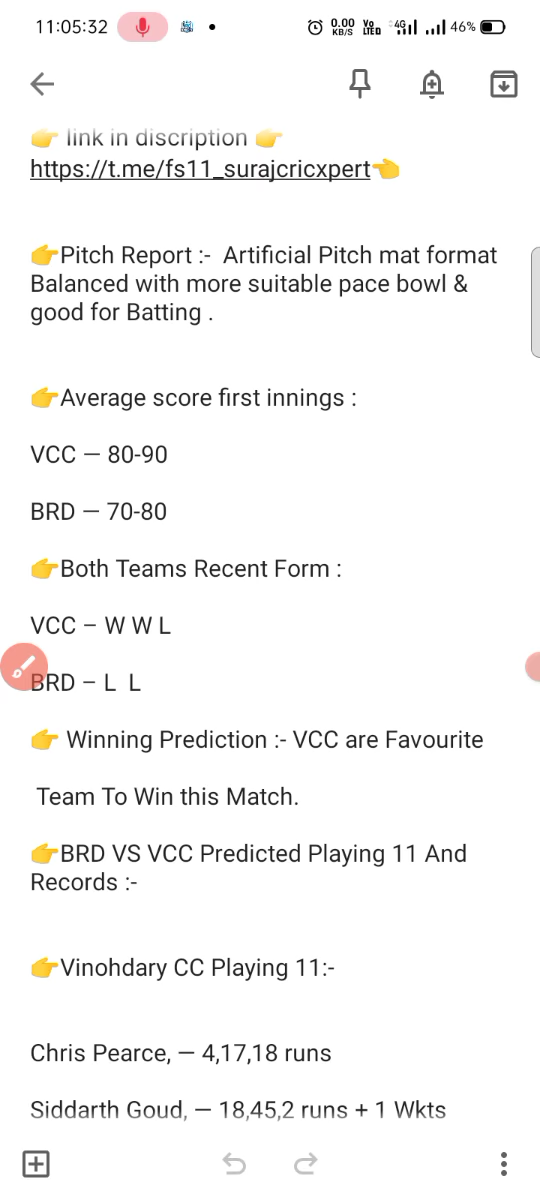 11:05:32
0.00 KB/S Vo LTED 4G 46%
👉 link in discription 👉
https://t.me/fs11_surajcricxpert👈
👉Pitch Report :- Artificial Pitch mat format
Balanced with more suitable pace bowl &
good for Batting .
👉Average score first innings :
VCC — 80-90
BRD — 70-80
👉Both Teams Recent Form :
VCC – W W L
BRD – L L
👉 Winning Prediction :- VCC are Favourite
Team To Win this Match.
👉BRD VS VCC Predicted Playing 11 And
Records :-
👉Vinohdary CC Playing 11:-
Chris Pearce, — 4,17,18 runs
Siddarth Goud, — 18,45,2 runs + 1 Wkts